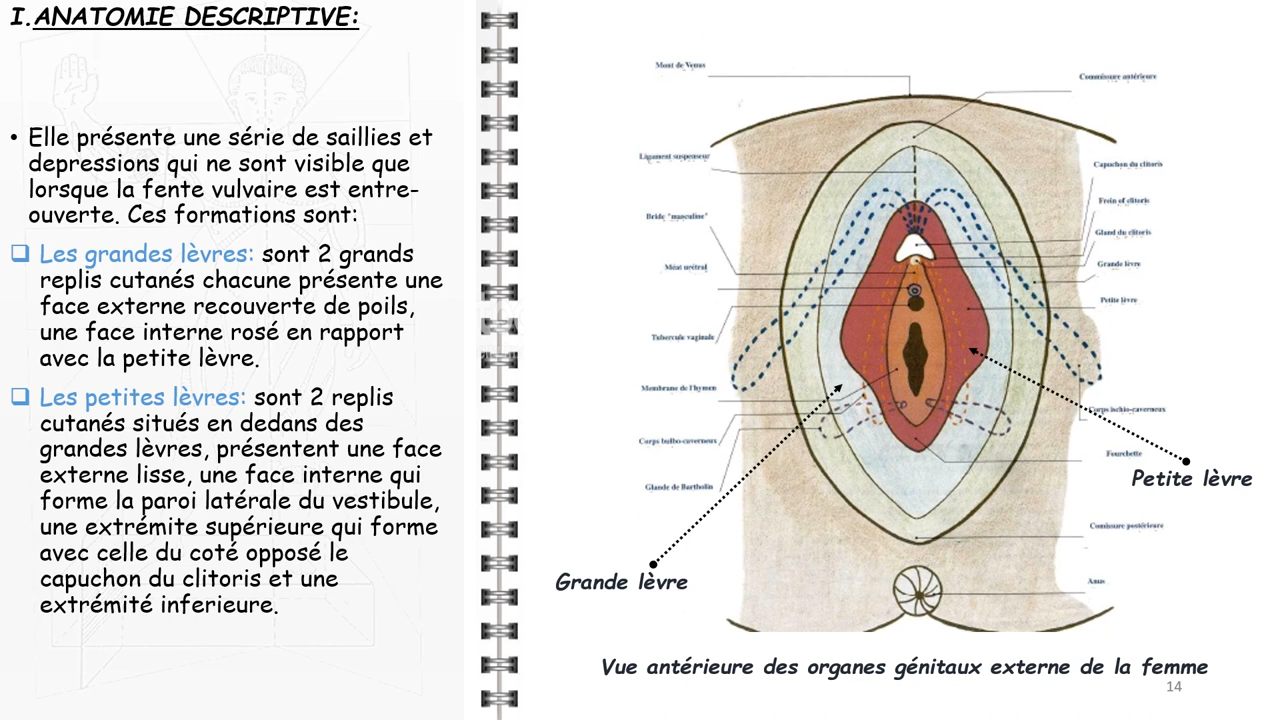 I.ANATOMIE DESCRIPTIVE:
• Elle présente une série de saillies et
depressions qui ne sont visible que
lorsque la fente vulvaire est entre-
ouverte. Ces formations sont:
❑ Les grandes lèvres: sont 2 grands
replis cutanés chacune présente une
face externe recouverte de poils,
une face interne rosé en rapport
avec la petite lèvre.
❑ Les petites lèvres: sont 2 replis
cutanés situés en dedans des
grandes lèvres, présentent une face
externe lisse, une face interne qui
forme la paroi latérale du vestibule,
une extrémite supérieure qui forme
avec celle du coté opposé le
capuchon du clitoris et une
extrémité inferieure.
Mont de Venus
Commissure antérieure
Ligament suspenseur
Capuchon du clitoris
Frein of clitoris
Bride "masculine"
Gland du clitoris
Méat urétral
Grande lèvre
Petite lèvre
Tubercule vaginale
Membrane de l'hymen
Corps ischio-caverneux
Corps bulbo-caverneux
Fourchette
Petite lèvre
Glande de Bartholin
Comissure postérieure
Grande lèvre
Anus
Vue antérieure des organes génitaux externe de la femme
14